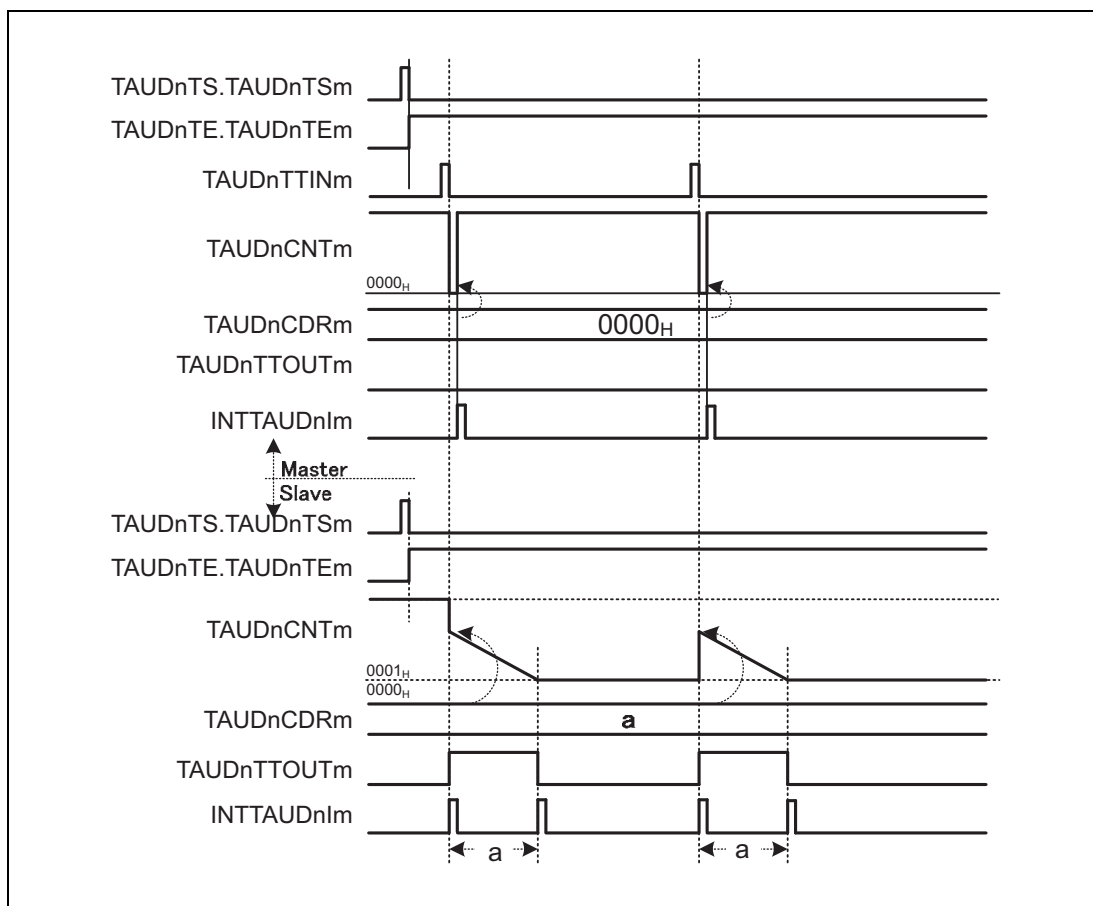 TAUDnTS.TAUDnTSm
TAUDnTE.TAUDnTEm
TAUDnTTINm
TAUDnCNTm
0000H
TAUDnCDRm
0000H
TAUDnTTOUTm
INTTAUDnIm
Master
Slave
TAUDnTS.TAUDnTSm
TAUDnTE.TAUDnTEm
TAUDnCNTm
0001H
0000H
TAUDnCDRm
a
TAUDnTTOUTm
INTTAUDnIm
a
a